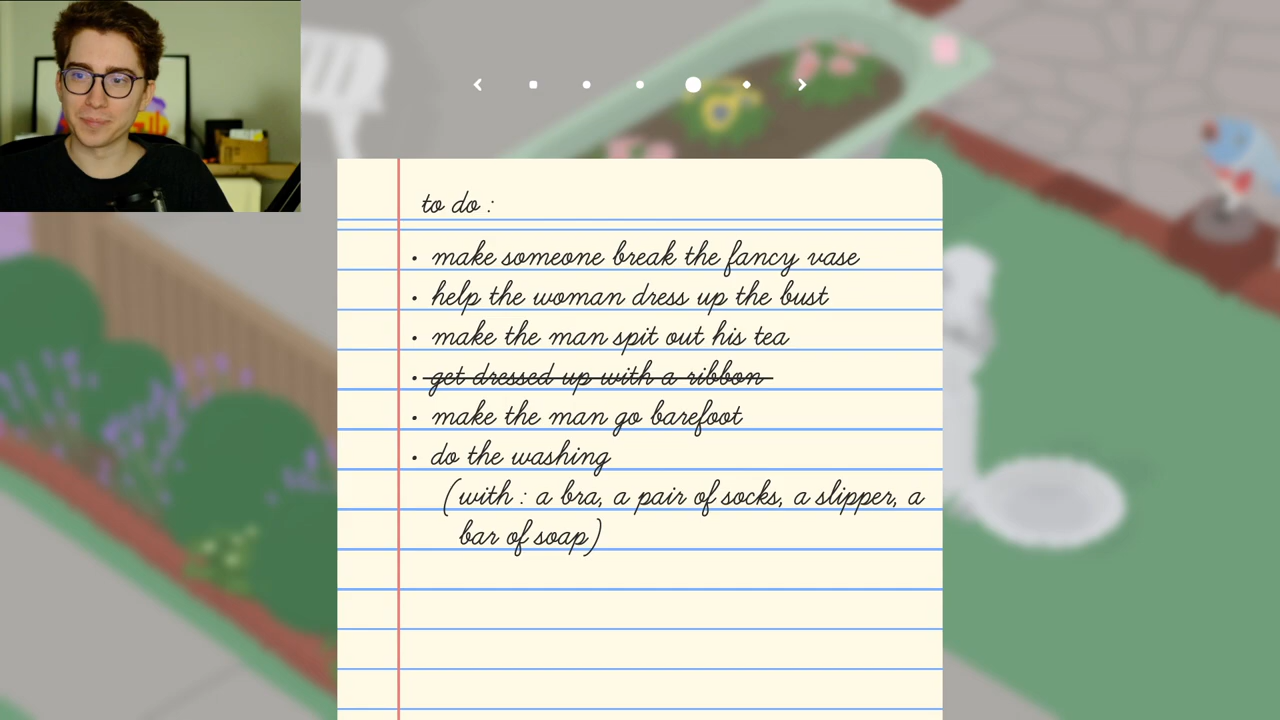 to do :
• make someone break the fancy vase
• help the woman dress up the bust
• make the man spit out his tea
• get dressed up with a ribbon
• make the man go barefoot
• do the washing
(with : a bra, a pair of socks, a slipper, a
bar of soap)